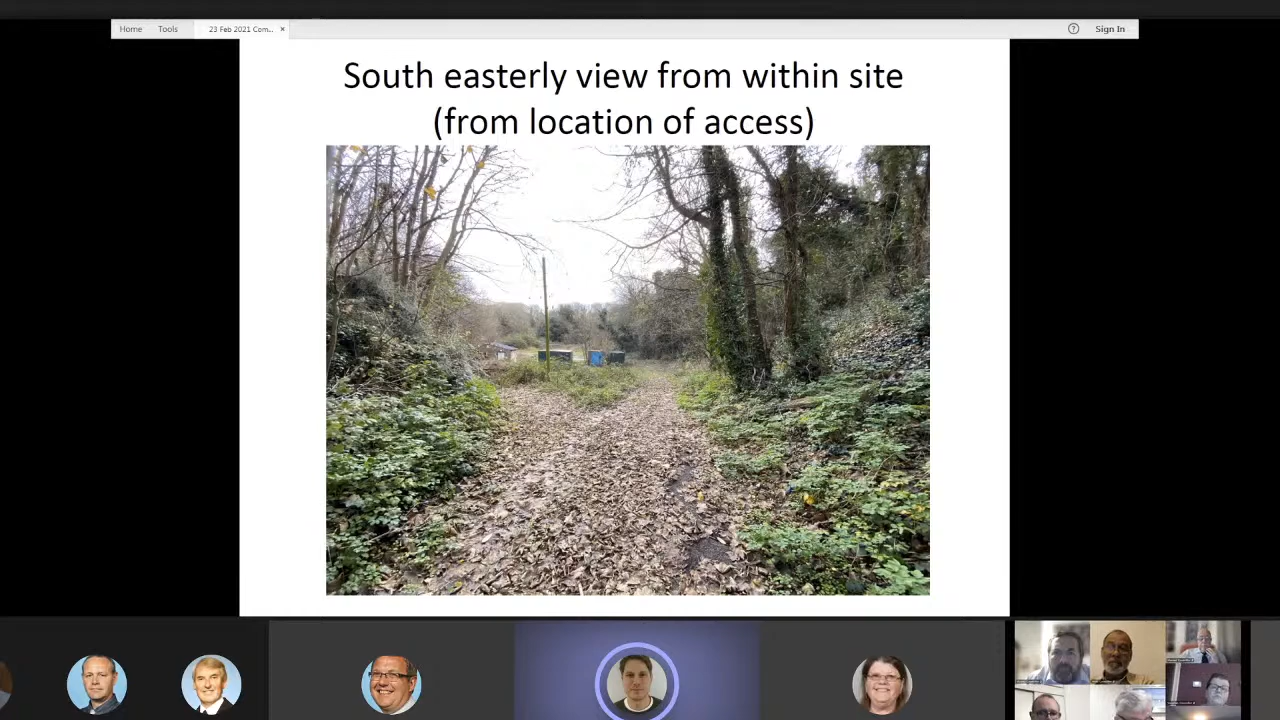 Home Tools 23 Feb 2021 Com... × ? Sign In
South easterly view from within site
(from location of access)